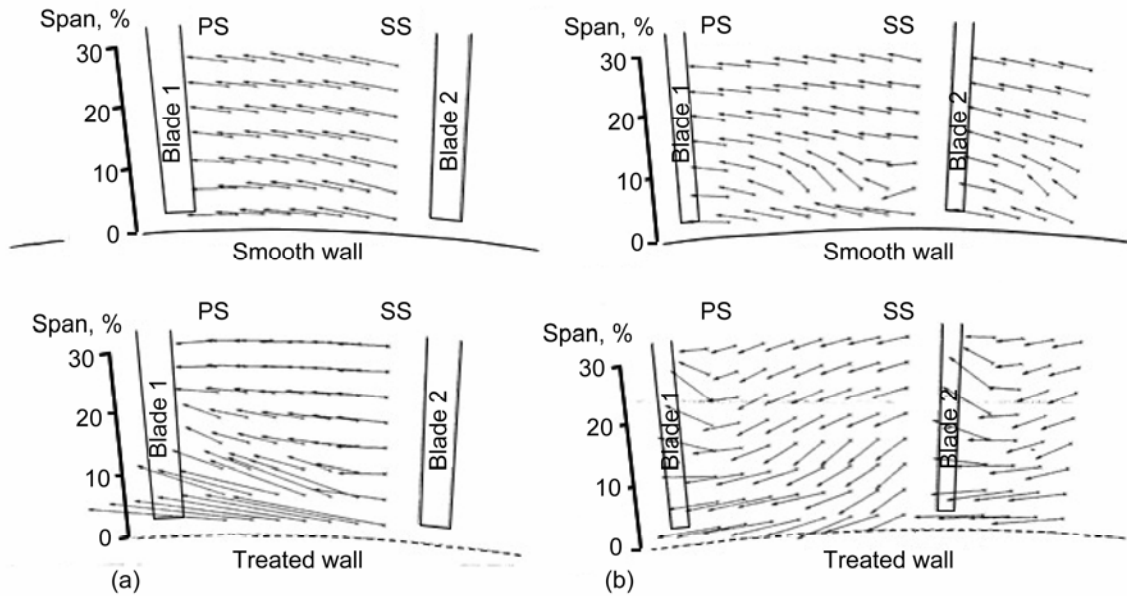 Span, %
PS
SS
30
20
10
0
Blade 1
Blade 2
Smooth wall
Span, %
PS
SS
30
20
10
0
Blade 1
Blade 2
Smooth wall
Span, %
PS
SS
30
20
10
0
Blade 1
Blade 2
Treated wall
(a)
Span, %
PS
SS
30
20
10
0
Blade 1
Blade 2
Treated wall
(b)